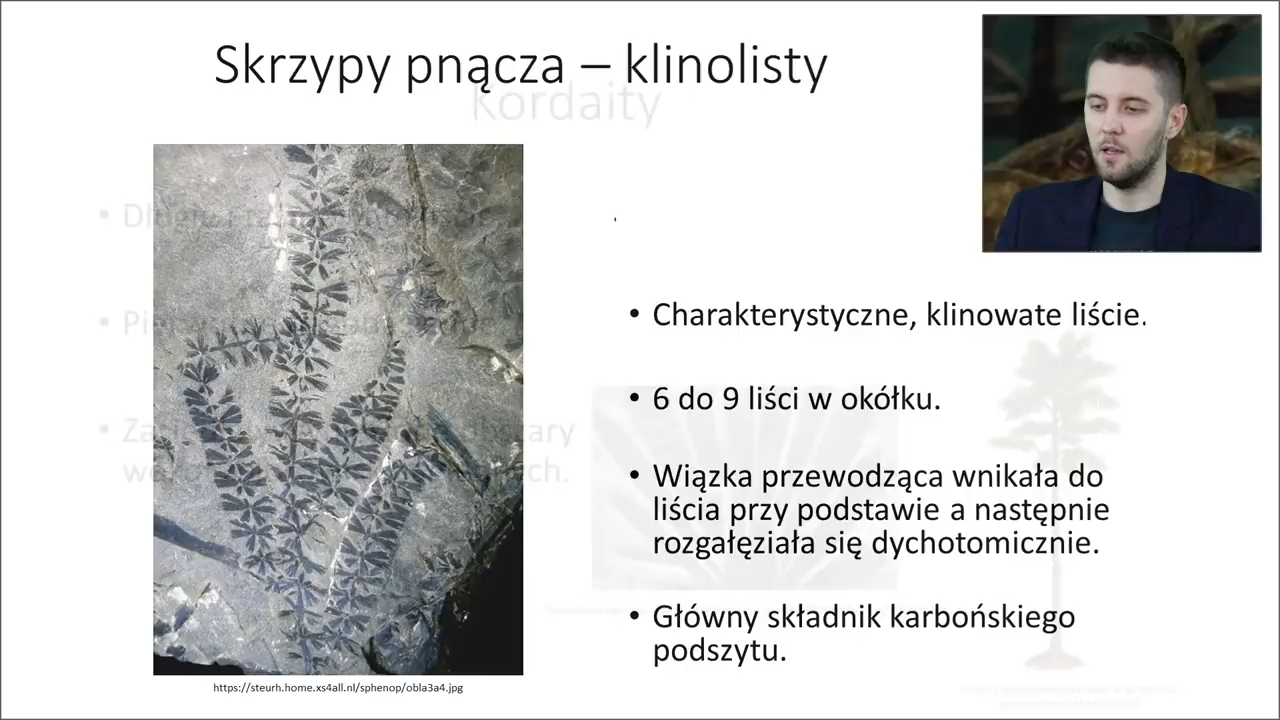 Skrzypy pnącza – klinolisty
Kordaity
• Charakterystyczne, klinowate liście.
• 6 do 9 liści w okółku.
• Wiązka przewodząca wnikała do
liścia przy podstawie a następnie
rozgałęziała się dychotomicznie.
• Główny składnik karbońskiego
podszytu.
https://steurh.home.xs4all.nl/sphenop/obla3a4.jpg